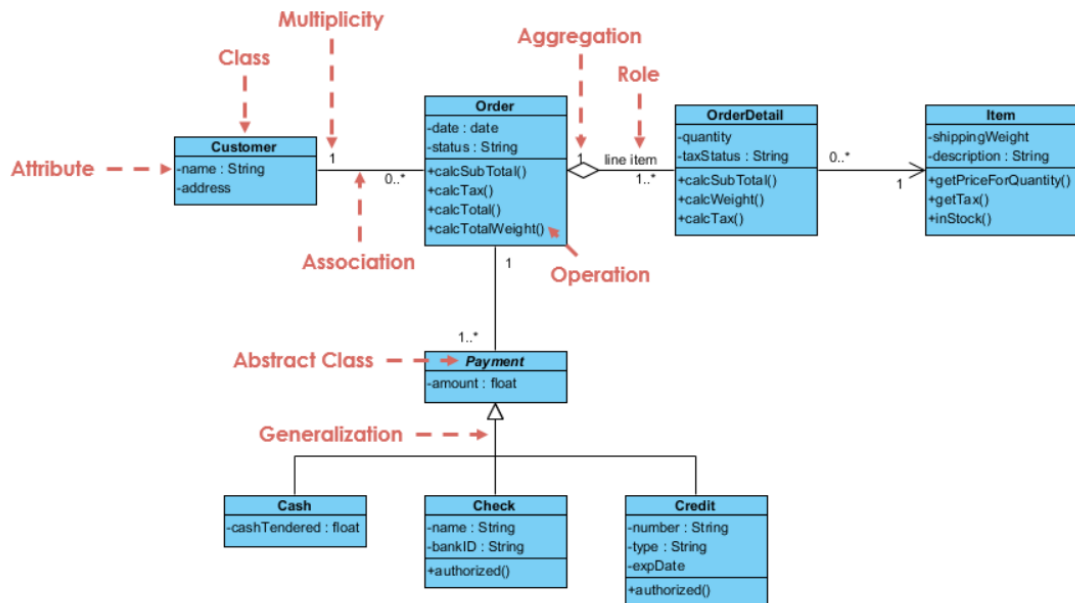 Multiplicity
Aggregation
Class
Role
Order
-date : date
-status : String
+calcSubTotal()
+calcTax()
+calcTotal()
+calcTotalWeight()
OrderDetail
-quantity
-taxStatus : String
+calcSubTotal()
+calcWeight()
+calcTax()
Item
-shippingWeight
-description : String
+getPriceForQuantity()
+getTax()
+inStock()
Attribute
Customer
-name : String
-address
1
0..*
1
line item
1..*
0..*
1
Association
Operation
1
1..*
Abstract Class
Payment
-amount : float
Generalization
Cash
-cashTendered : float
Check
-name : String
-bankID : String
+authorized()
Credit
-number : String
-type : String
-expDate
+authorized()